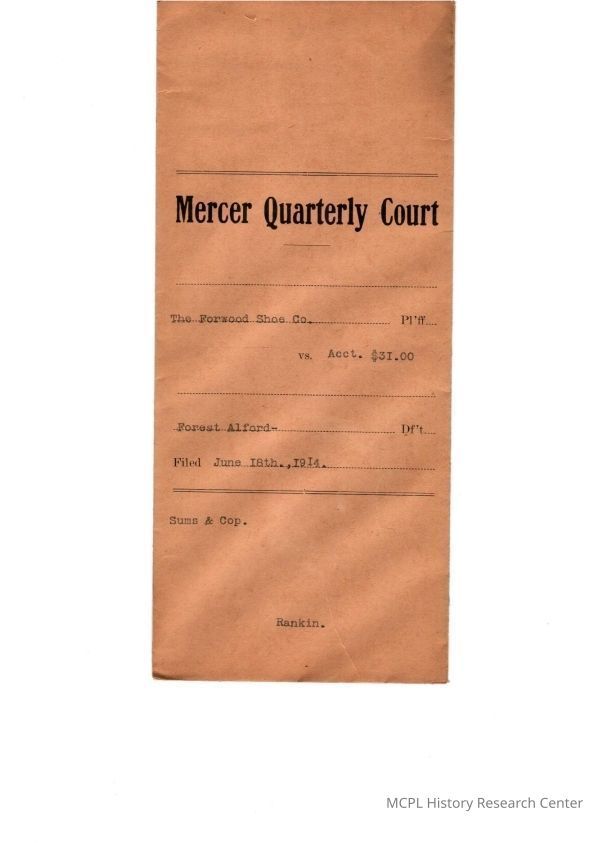 Mercer Quarterly Court
The Forwood Shoe Co. Pl'ff
vs. Acct. $31.00
Forest Alford- Df't
Filed June 18th.,1914.
Sums & Cop.
Rankin.
MCPL History Research Center